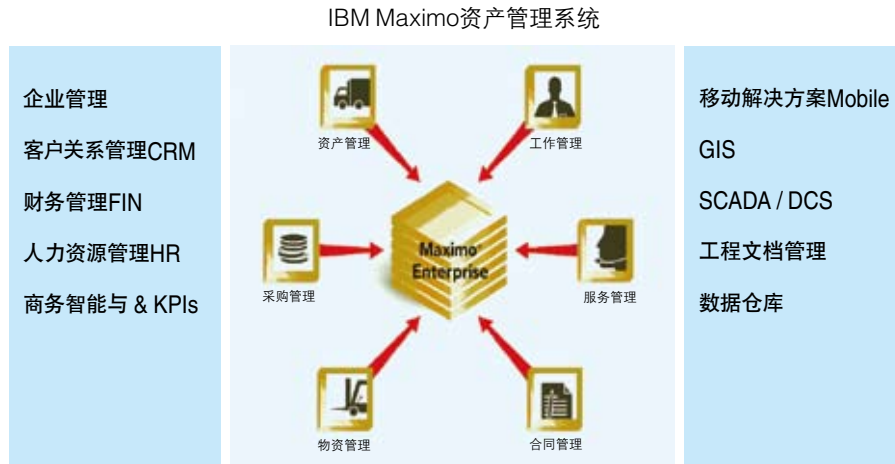 IBM Maximo资产管理系统
企业管理
客户关系管理CRM
财务管理FIN
人力资源管理HR
商务智能与 & KPIs
资产管理
工作管理
Maximo
Enterprise
采购管理
服务管理
物资管理
合同管理
移动解决方案Mobile
GIS
SCADA / DCS
工程文档管理
数据仓库